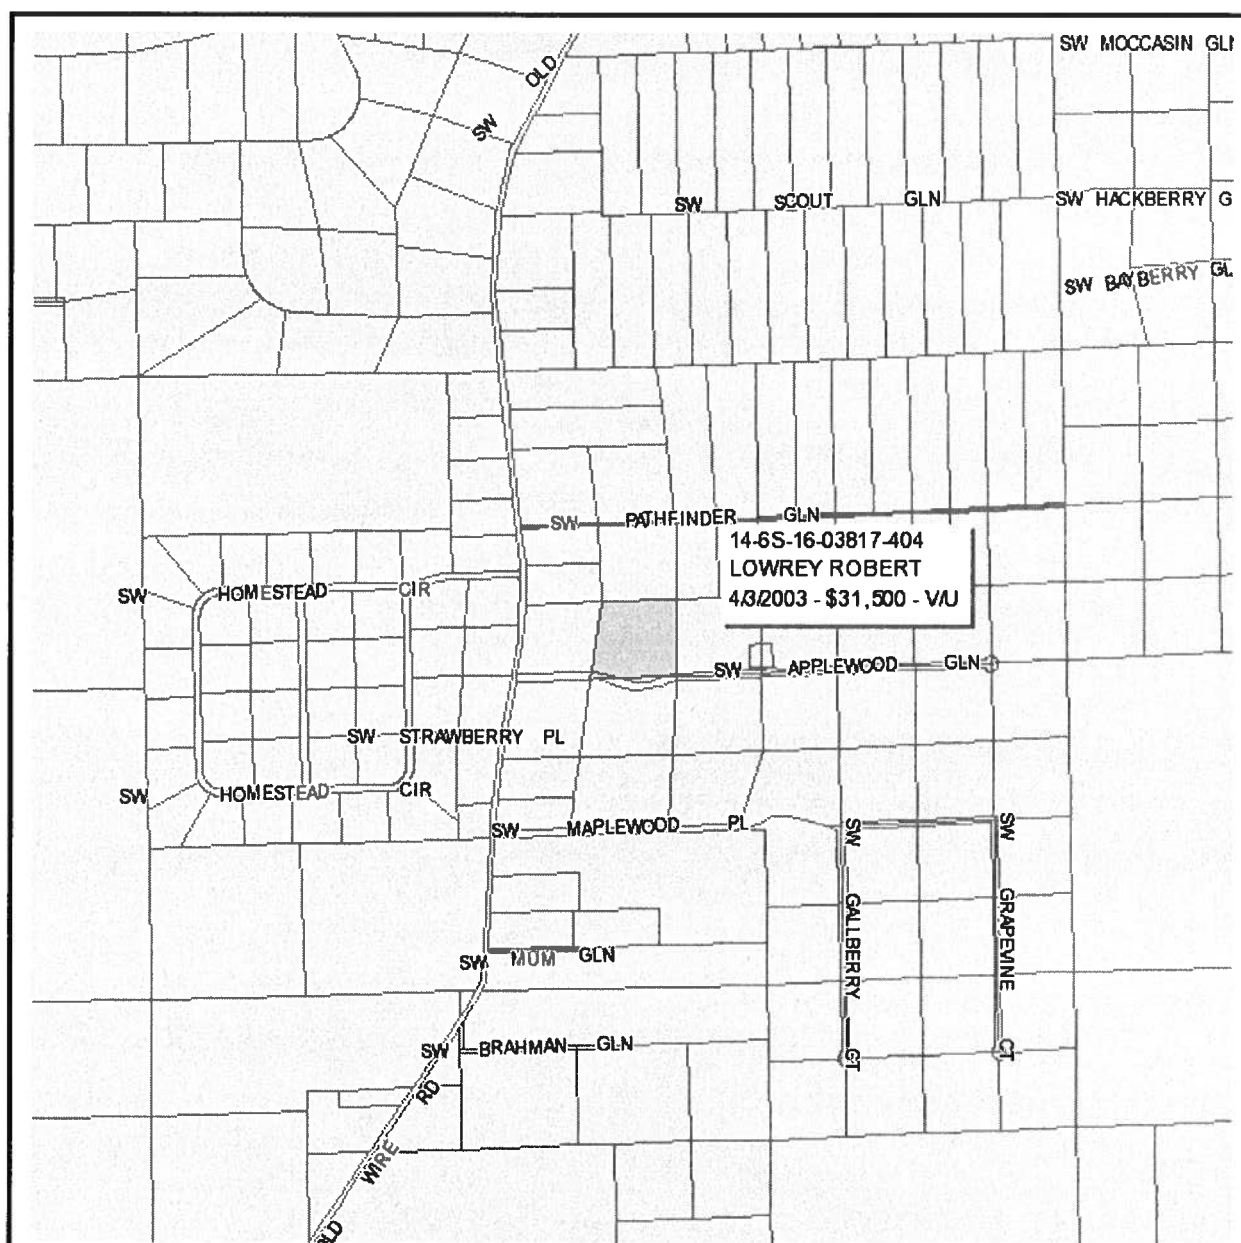 SW MOCCASIN GLN
SW OLD
SW SCOUT GLN
SW HACKBERRY G
SW BAYBERRY GL
SW PATHFINDER GLN
14-6S-16-03817-404
LOWREY ROBERT
4/3/2003 - $31,500 - V/U
SW HOMESTEAD CIR
SW APPLEWOOD GLN
SW STRAWBERRY PL
SW HOMESTEAD CIR
SW MAPLEWOOD PL
SW GALLBERRY CT
SW GRAPEVINE CT
SW MUM GLN
SW BRAHMAN GLN
OLD WIRE RD